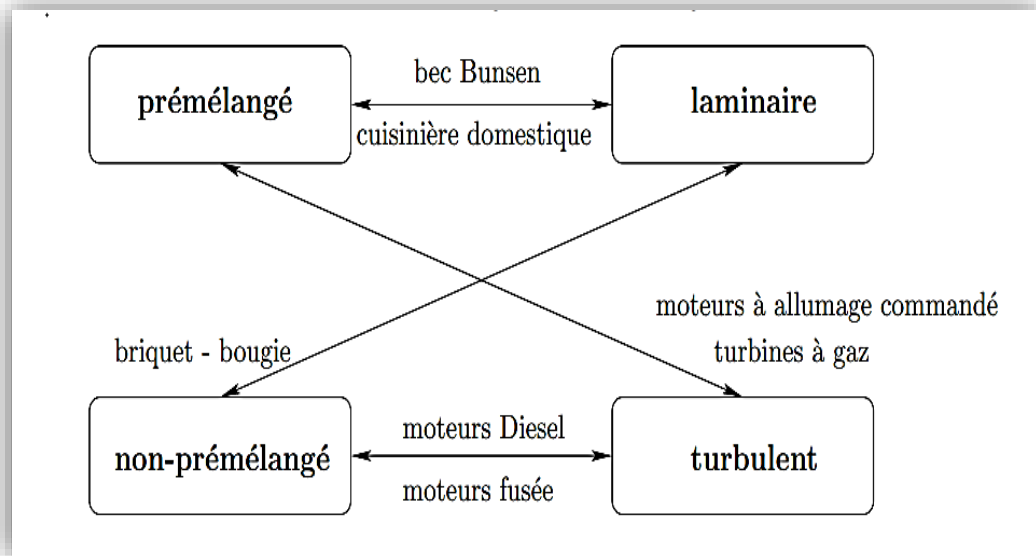 bec Bunsen
prémélangé
laminaire
cuisinière domestique
moteurs à allumage commandé
briquet - bougie
turbines à gaz
moteurs Diesel
non-prémélangé
turbulent
moteurs fusée